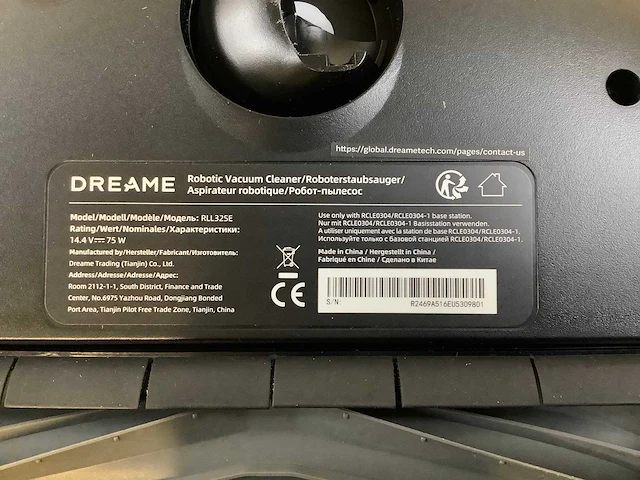 https://global.dreametech.com/pages/contact-us
DREAME
Robotic Vacuum Cleaner/Roboterstaubsauger/
Aspirateur robotique/Робот-пылесос
Model/Modell/Modèle/Модель: RLL32SE
Rating/Wert/Nominales/Характеристики:
14.4 V⎓75 W
Manufactured by/Hersteller/Fabricant/Изготовитель:
Dreame Trading (Tianjin) Co., Ltd.
Address/Adresse/Adresse/Адрес:
Room 2112-1-1, South District, Finance and Trade
Center, No.6975 Yazhou Road, Dongjiang Bonded
Port Area, Tianjin Pilot Free Trade Zone, Tianjin, China
Use only with RCLE0304/RCLE0304-1 base station.
Nur mit RCLE0304/RCLE0304-1 Basisstation verwenden.
A utiliser uniquement avec la station de base RCLE0304/RCLE0304-1.
Используйте только с базовой станцией RCLE0304/RCLE0304-1.
Made in China / Hergestellt in China /
Fabriqué en Chine / Сделано в Китае
CE
S/N: R2469A516EU5309801